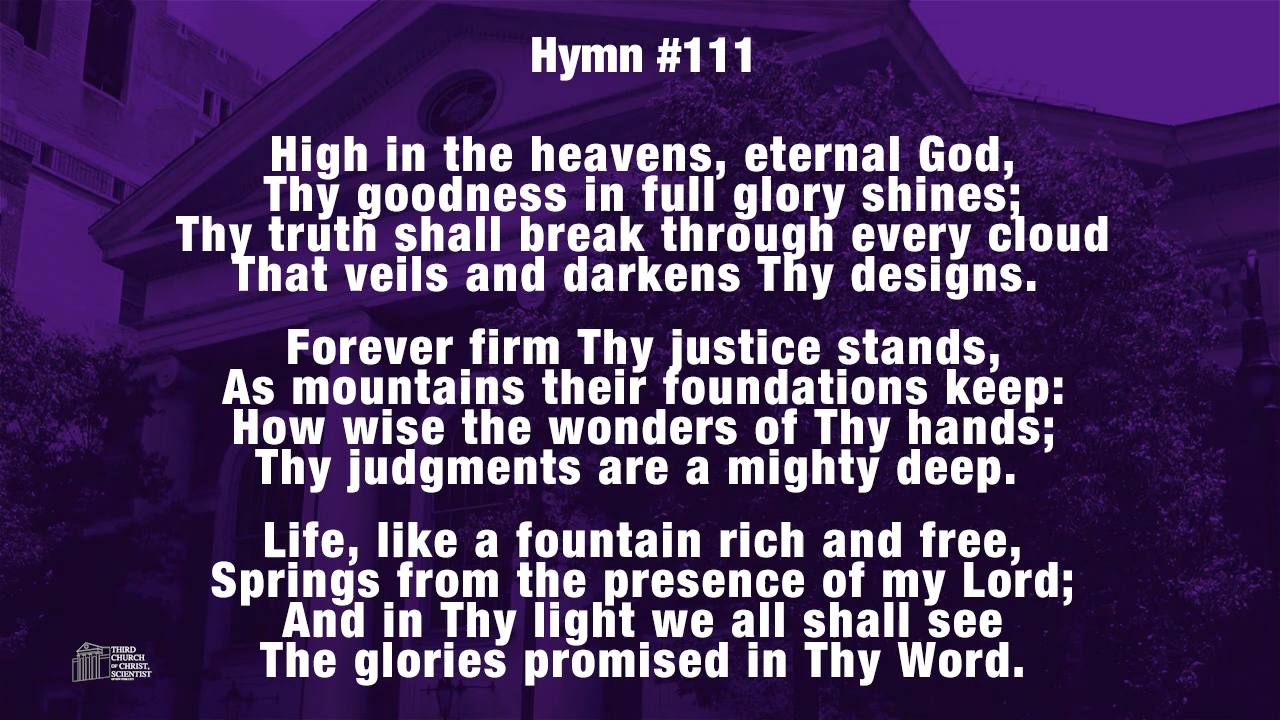 Hymn #111
High in the heavens, eternal God,
Thy goodness in full glory shines;
Thy truth shall break through every cloud
That veils and darkens Thy designs.
Forever firm Thy justice stands,
As mountains their foundations keep:
How wise the wonders of Thy hands;
Thy judgments are a mighty deep.
Life, like a fountain rich and free,
Springs from the presence of my Lord;
And in Thy light we all shall see
The glories promised in Thy Word.
THIRD
CHURCH
OF CHRIST,
SCIENTIST